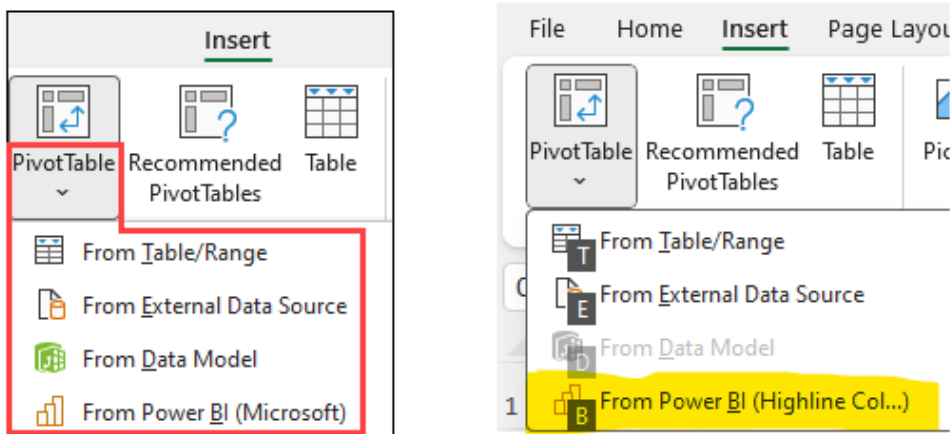 Insert
PivotTable
Recommended
PivotTables
Table
From Table/Range
From External Data Source
From Data Model
From Power BI (Microsoft)
File Home Insert Page Layou
PivotTable
Recommended
PivotTables
Table
Pic
T From Table/Range
E From External Data Source
D From Data Model
1
B From Power BI (Highline Col...)